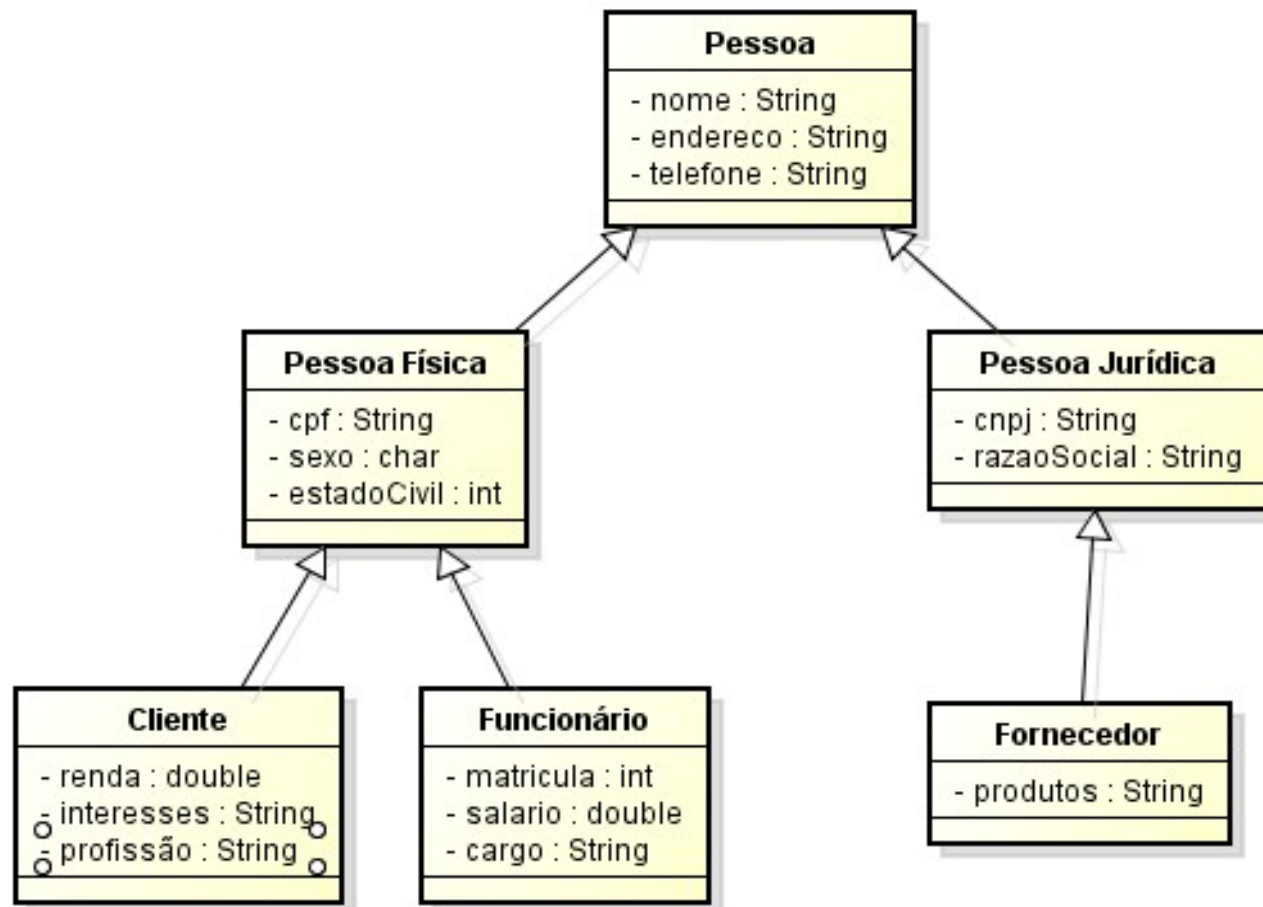 Pessoa
- nome : String
- endereco : String
- telefone : String
Pessoa Física
- cpf : String
- sexo : char
- estadoCivil : int
Pessoa Jurídica
- cnpj : String
- razaoSocial : String
Cliente
- renda : double
- interesses : String
- profissão : String
Funcionário
- matricula : int
- salario : double
- cargo : String
Fornecedor
- produtos : String